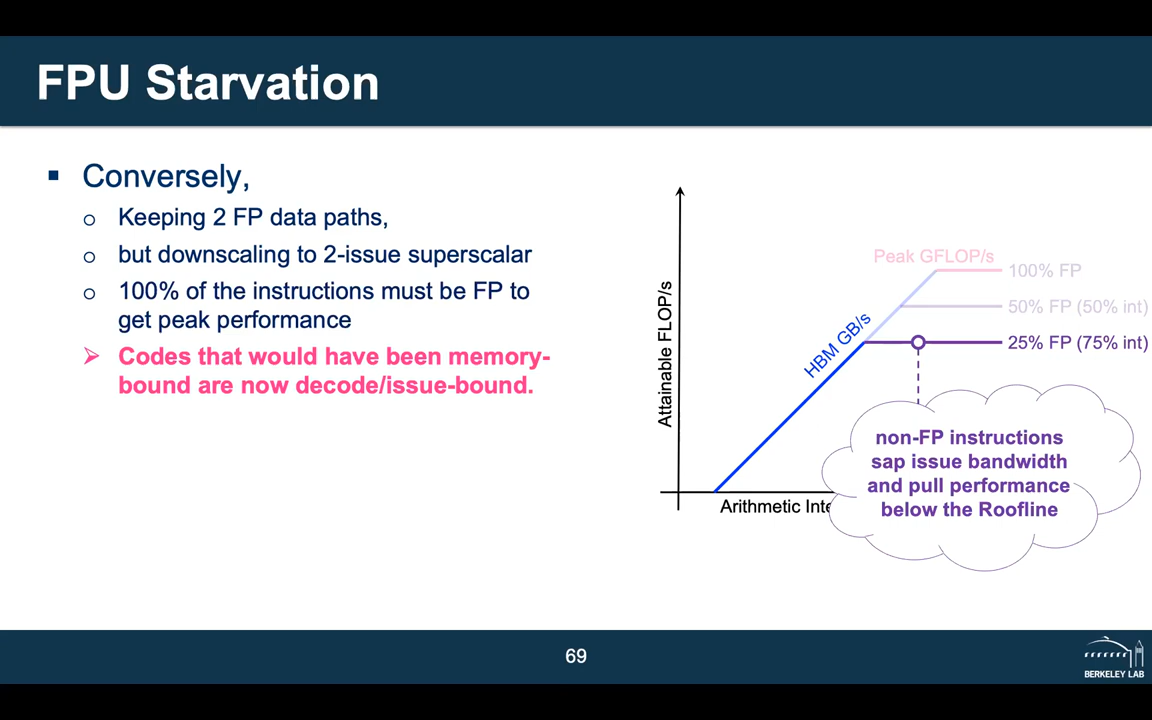 FPU Starvation
▪ Conversely,
o Keeping 2 FP data paths,
o but downscaling to 2-issue superscalar
o 100% of the instructions must be FP to
get peak performance
➢ Codes that would have been memory-
bound are now decode/issue-bound.
Attainable FLOP/s
Peak GFLOP/s
100% FP
50% FP (50% int)
25% FP (75% int)
HBM GB/s
non-FP instructions
sap issue bandwidth
and pull performance
below the Roofline
Arithmetic Inte
69
BERKELEY LAB